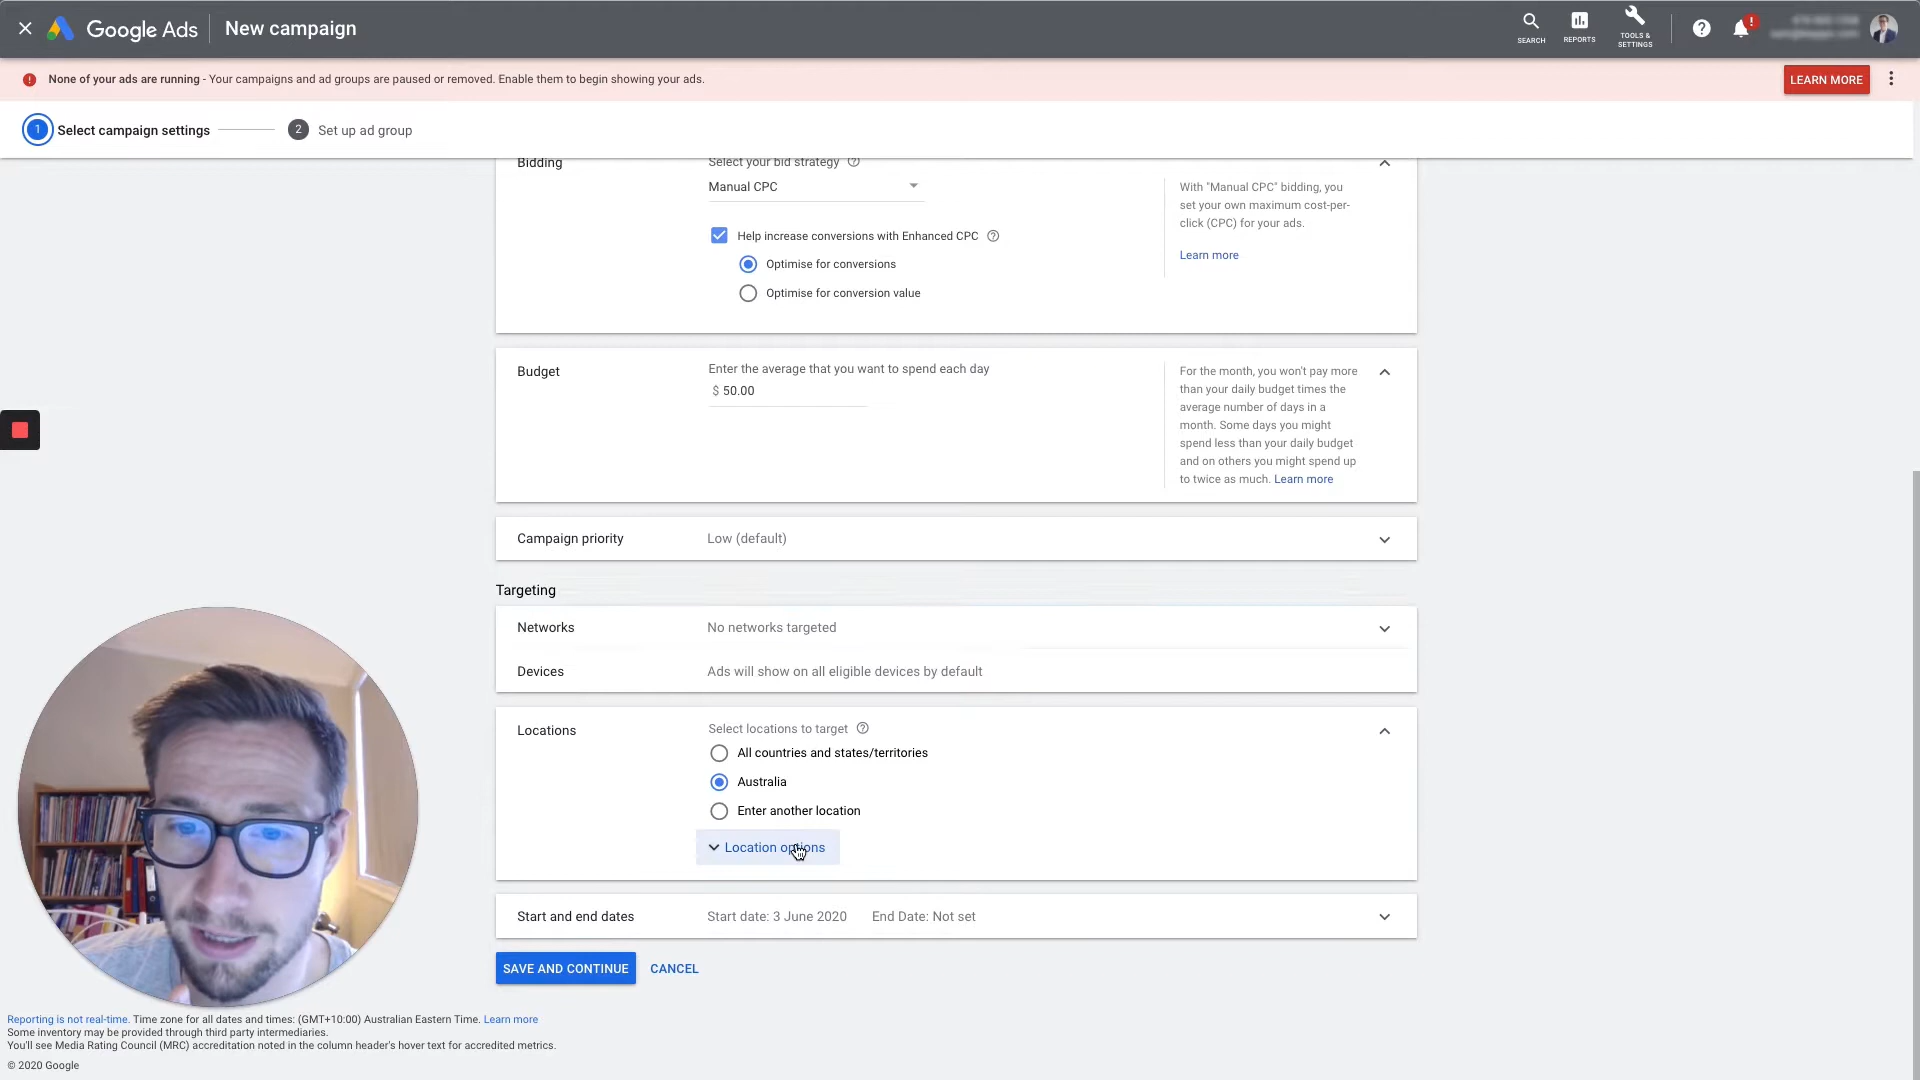 Google Ads
New campaign
SEARCH
REPORTS
TOOLS &
SETTINGS
!
None of your ads are running - Your campaigns and ad groups are paused or removed. Enable them to begin showing your ads.
LEARN MORE
1 Select campaign settings
2 Set up ad group
Bidding
Select your bid strategy
Manual CPC
Help increase conversions with Enhanced CPC
Optimise for conversions
Optimise for conversion value
With "Manual CPC" bidding, you
set your own maximum cost-per-
click (CPC) for your ads.
Learn more
Budget
Enter the average that you want to spend each day
$ 50.00
For the month, you won't pay more
than your daily budget times the
average number of days in a
month. Some days you might
spend less than your daily budget
and on others you might spend up
to twice as much. Learn more
Campaign priority
Low (default)
Targeting
Networks
No networks targeted
Devices
Ads will show on all eligible devices by default
Locations
Select locations to target
All countries and states/territories
Australia
Enter another location
Location options
Start and end dates
Start date: 3 June 2020
End Date: Not set
SAVE AND CONTINUE
CANCEL
Reporting is not real-time. Time zone for all dates and times: (GMT+10:00) Australian Eastern Time. Learn more
Some inventory may be provided through third party intermediaries.
You'll see Media Rating Council (MRC) accreditation noted in the column header's hover text for accredited metrics.
© 2020 Google